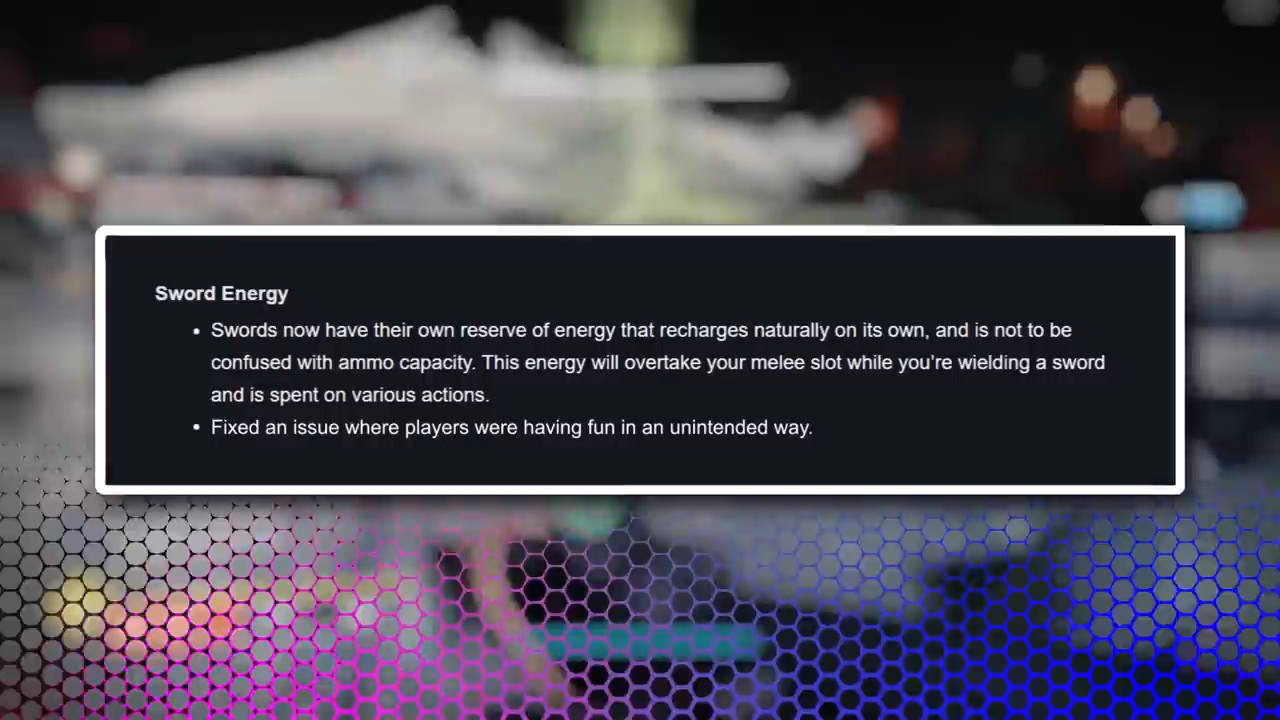 Sword Energy
• Swords now have their own reserve of energy that recharges naturally on its own, and is not to be
confused with ammo capacity. This energy will overtake your melee slot while you’re wielding a sword
and is spent on various actions.
• Fixed an issue where players were having fun in an unintended way.